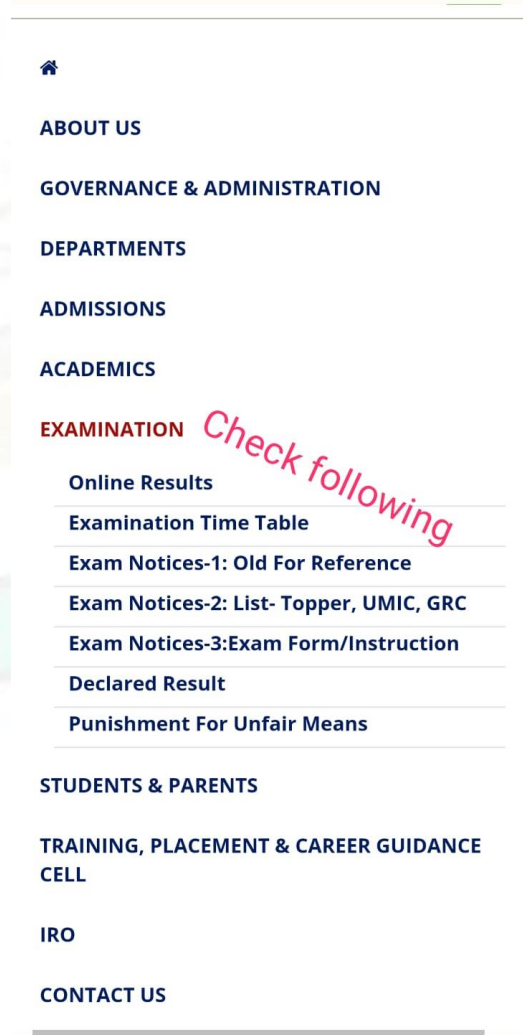 ABOUT US
GOVERNANCE & ADMINISTRATION
DEPARTMENTS
ADMISSIONS
ACADEMICS
EXAMINATION
Check following
Online Results
Examination Time Table
Exam Notices-1: Old For Reference
Exam Notices-2: List- Topper, UMIC, GRC
Exam Notices-3:Exam Form/Instruction
Declared Result
Punishment For Unfair Means
STUDENTS & PARENTS
TRAINING, PLACEMENT & CAREER GUIDANCE
CELL
IRO
CONTACT US